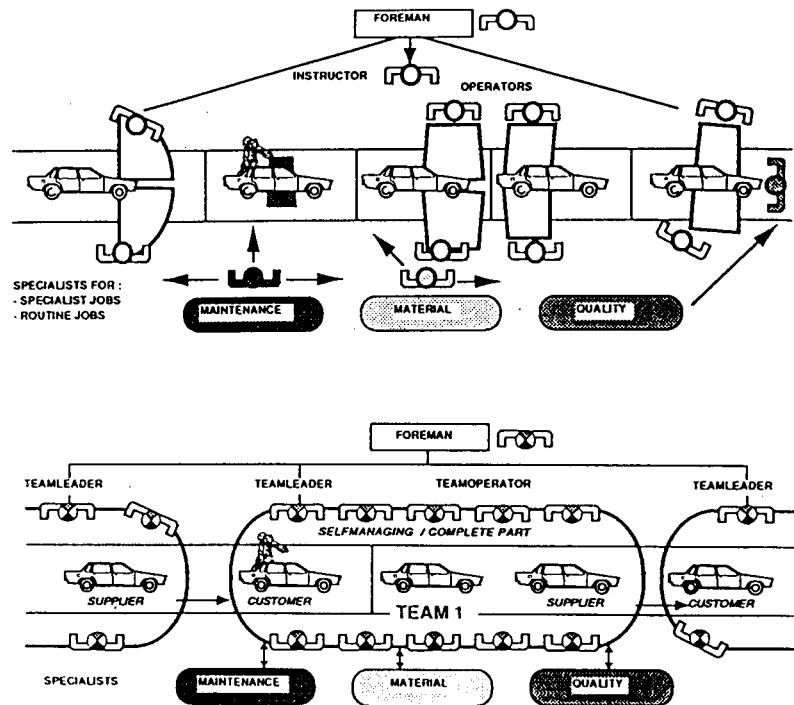 FOREMAN
INSTRUCTOR
OPERATORS
SPECIALISTS FOR :
- SPECIALIST JOBS
- ROUTINE JOBS
MAINTENANCE
MATERIAL
QUALITY
FOREMAN
TEAMLEADER
TEAMLEADER
TEAMOPERATOR
TEAMLEADER
SELFMANAGING / COMPLETE PART
SUPPLIER
CUSTOMER
TEAM 1
SUPPLIER
CUSTOMER
SPECIALISTS
MAINTENANCE
MATERIAL
QUALITY